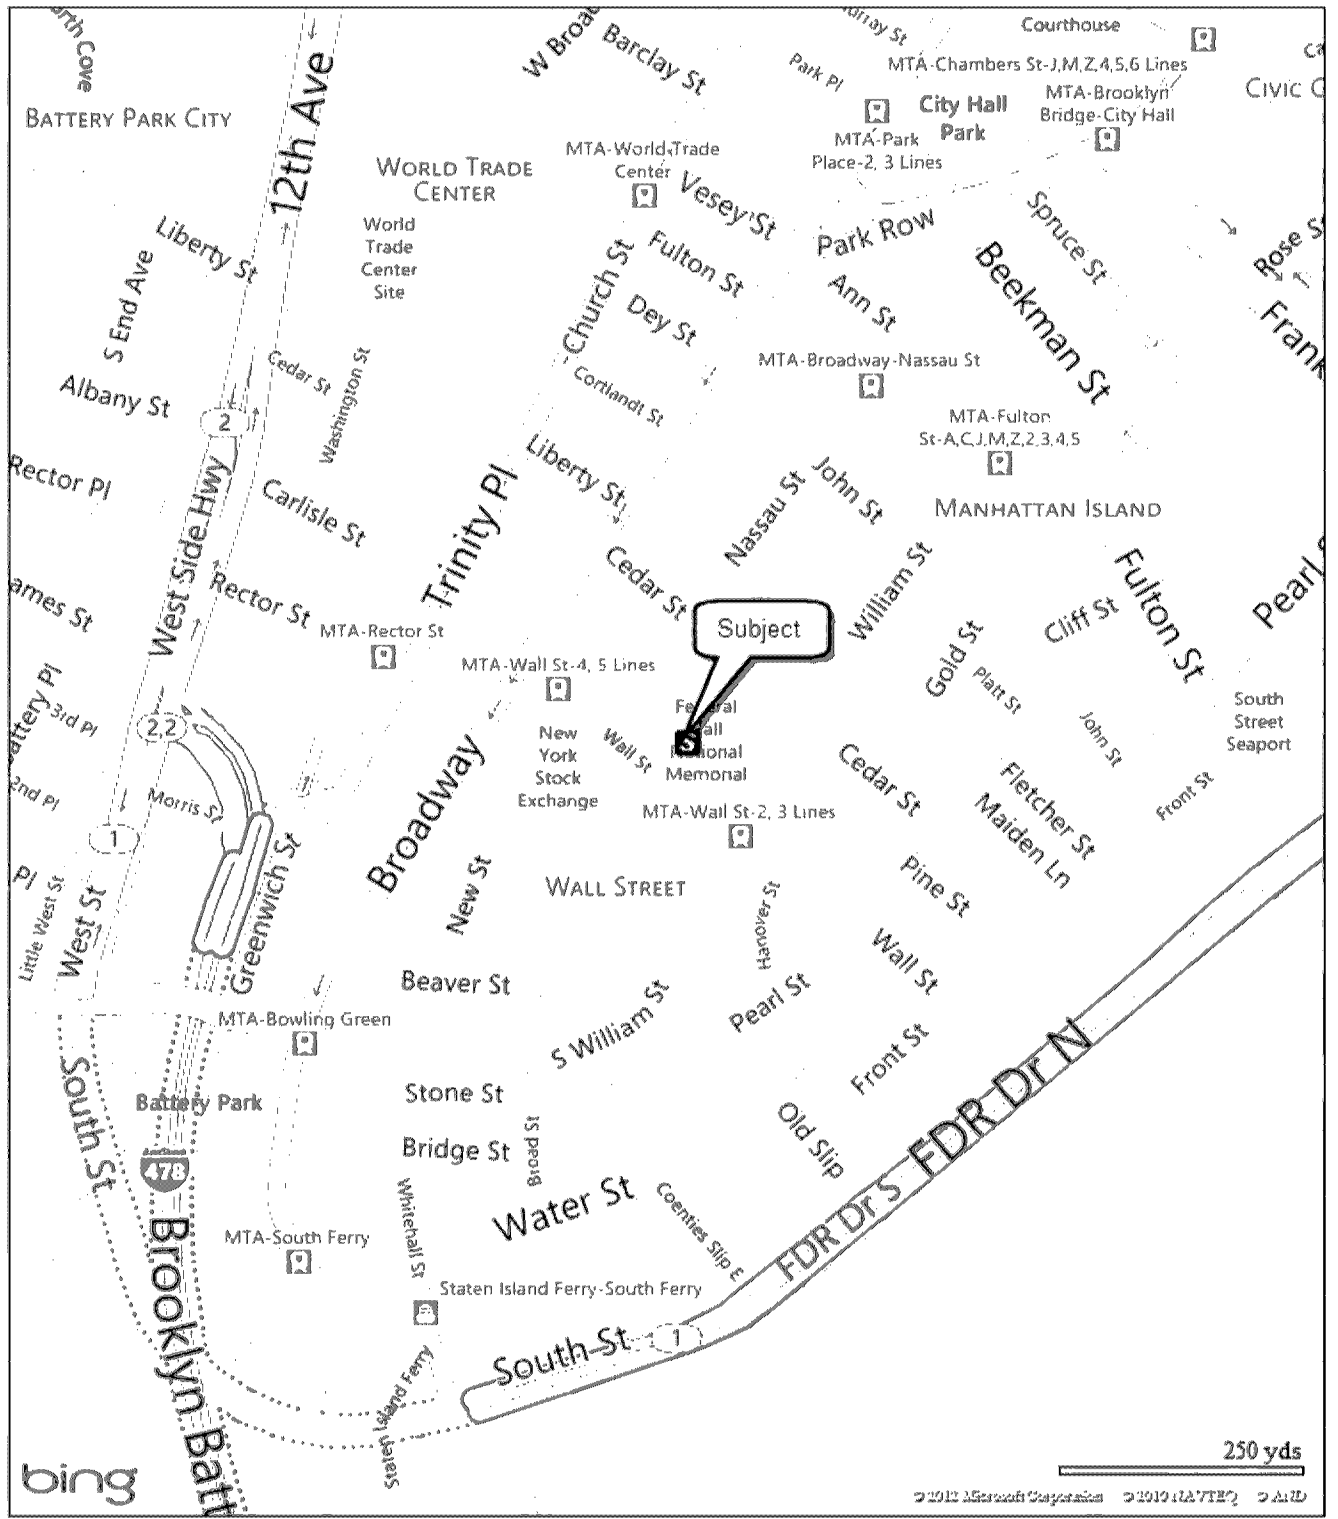 orth Cove
12th Ave
W Broad
Barclay St
urray St
Park Pl
Courthouse
MTA-Chambers St-J,M,Z,4,5,6 Lines
City Hall
Park
MTA-Brooklyn
Bridge-City Hall
CIVIC C
BATTERY PARK CITY
WORLD TRADE
CENTER
MTA-World Trade
Center
MTA-Park
Place-2, 3 Lines
Vesey St
Park Row
Spruce St
Rose S
World
Trade
Center
Site
Liberty St
S End Ave
Church St
Fulton St
Dey St
Ann St
Beekman St
Frank
Cedar St
Washington St
Albany St
2
Cortlandt St
MTA-Broadway-Nassau St
MTA-Fulton
St-A,C,J,M,Z,2,3,4,5
Rector Pl
West Side Hwy
Carlisle St
Trinity Pl
Liberty St
Nassau St
John St
MANHATTAN ISLAND
ames St
Rector St
MTA-Rector St
Cedar St
Subject
William St
Gold St
Cliff St
Fulton St
Pearl S
MTA-Wall St-4, 5 Lines
attery Pl
3rd Pl
2,2
New
York
Stock
Exchange
Wall St
S
National
Memorial
Platt St
John St
South
Street
Seaport
2nd Pl
Morris St
1
Broadway
MTA-Wall St-2, 3 Lines
Cedar St
Fletcher St
Maiden Ln
Front St
Pl
Little West St
West St
Greenwich St
New St
WALL STREET
Hanover St
Pine St
Wall St
Beaver St
MTA-Bowling Green
S William St
Pearl St
Front St
FDR Dr N
South St
Battery Park
478
Stone St
Bridge St
Broad St
Old Slip
FDR Dr S
Brooklyn Batt
MTA-South Ferry
Whitehall St
Water St
Coenties Slip E
Staten Island Ferry-South Ferry
South St
1
Staten Island Ferry
bing
250 yds
© 2012 Microsoft Corporation © 2010 NAVTEQ © AND